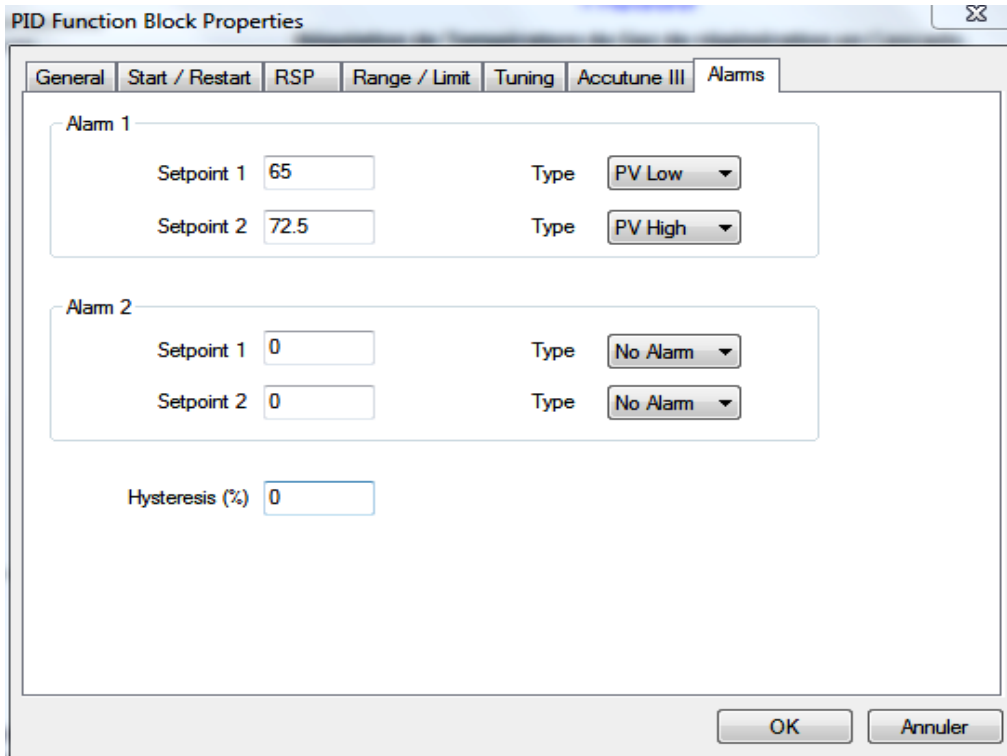 PID Function Block Properties
General Start / Restart RSP Range / Limit Tuning Accutune III Alarms
Alarm 1
Setpoint 1 65 Type PV Low
Setpoint 2 72.5 Type PV High
Alarm 2
Setpoint 1 0 Type No Alarm
Setpoint 2 0 Type No Alarm
Hysteresis (%) 0
OK Annuler